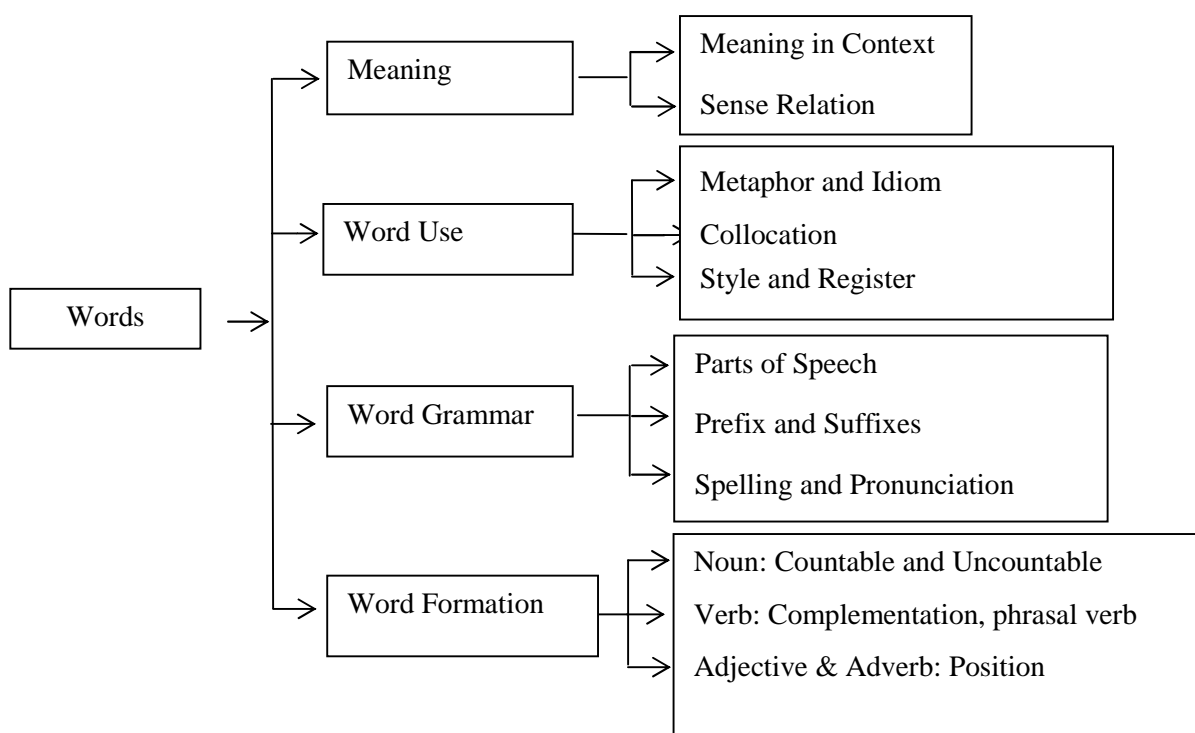 Words
Meaning
Meaning in Context
Sense Relation
Word Use
Metaphor and Idiom
Collocation
Style and Register
Word Grammar
Parts of Speech
Prefix and Suffixes
Spelling and Pronunciation
Word Formation
Noun: Countable and Uncountable
Verb: Complementation, phrasal verb
Adjective & Adverb: Position